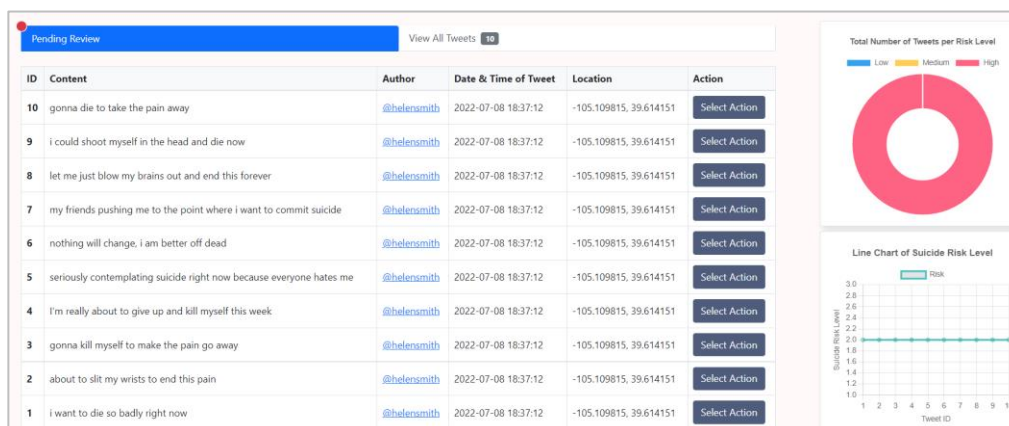 Pending Review
View All Tweets 10
ID Content Author Date & Time of Tweet Location Action
10 gonna die to take the pain away @helensmith 2022-07-08 18:37:12 -105.109815, 39.614151 Select Action
9 i could shoot myself in the head and die now @helensmith 2022-07-08 18:37:12 -105.109815, 39.614151 Select Action
8 let me just blow my brains out and end this forever @helensmith 2022-07-08 18:37:12 -105.109815, 39.614151 Select Action
7 my friends pushing me to the point where i want to commit suicide @helensmith 2022-07-08 18:37:12 -105.109815, 39.614151 Select Action
6 nothing will change, i am better off dead @helensmith 2022-07-08 18:37:12 -105.109815, 39.614151 Select Action
5 seriously contemplating suicide right now because everyone hates me @helensmith 2022-07-08 18:37:12 -105.109815, 39.614151 Select Action
4 I'm really about to give up and kill myself this week @helensmith 2022-07-08 18:37:12 -105.109815, 39.614151 Select Action
3 gonna kill myself to make the pain go away @helensmith 2022-07-08 18:37:12 -105.109815, 39.614151 Select Action
2 about to slit my wrists to end this pain @helensmith 2022-07-08 18:37:12 -105.109815, 39.614151 Select Action
1 i want to die so badly right now @helensmith 2022-07-08 18:37:12 -105.109815, 39.614151 Select Action
Total Number of Tweets per Risk Level
Low Medium High
Line Chart of Suicide Risk Level
Risk
Suicide Risk Level
3.0
2.8
2.6
2.4
2.2
2.0
1.8
1.6
1.4
1.2
1.0
1 2 3 4 5 6 7 8 9
Tweet ID